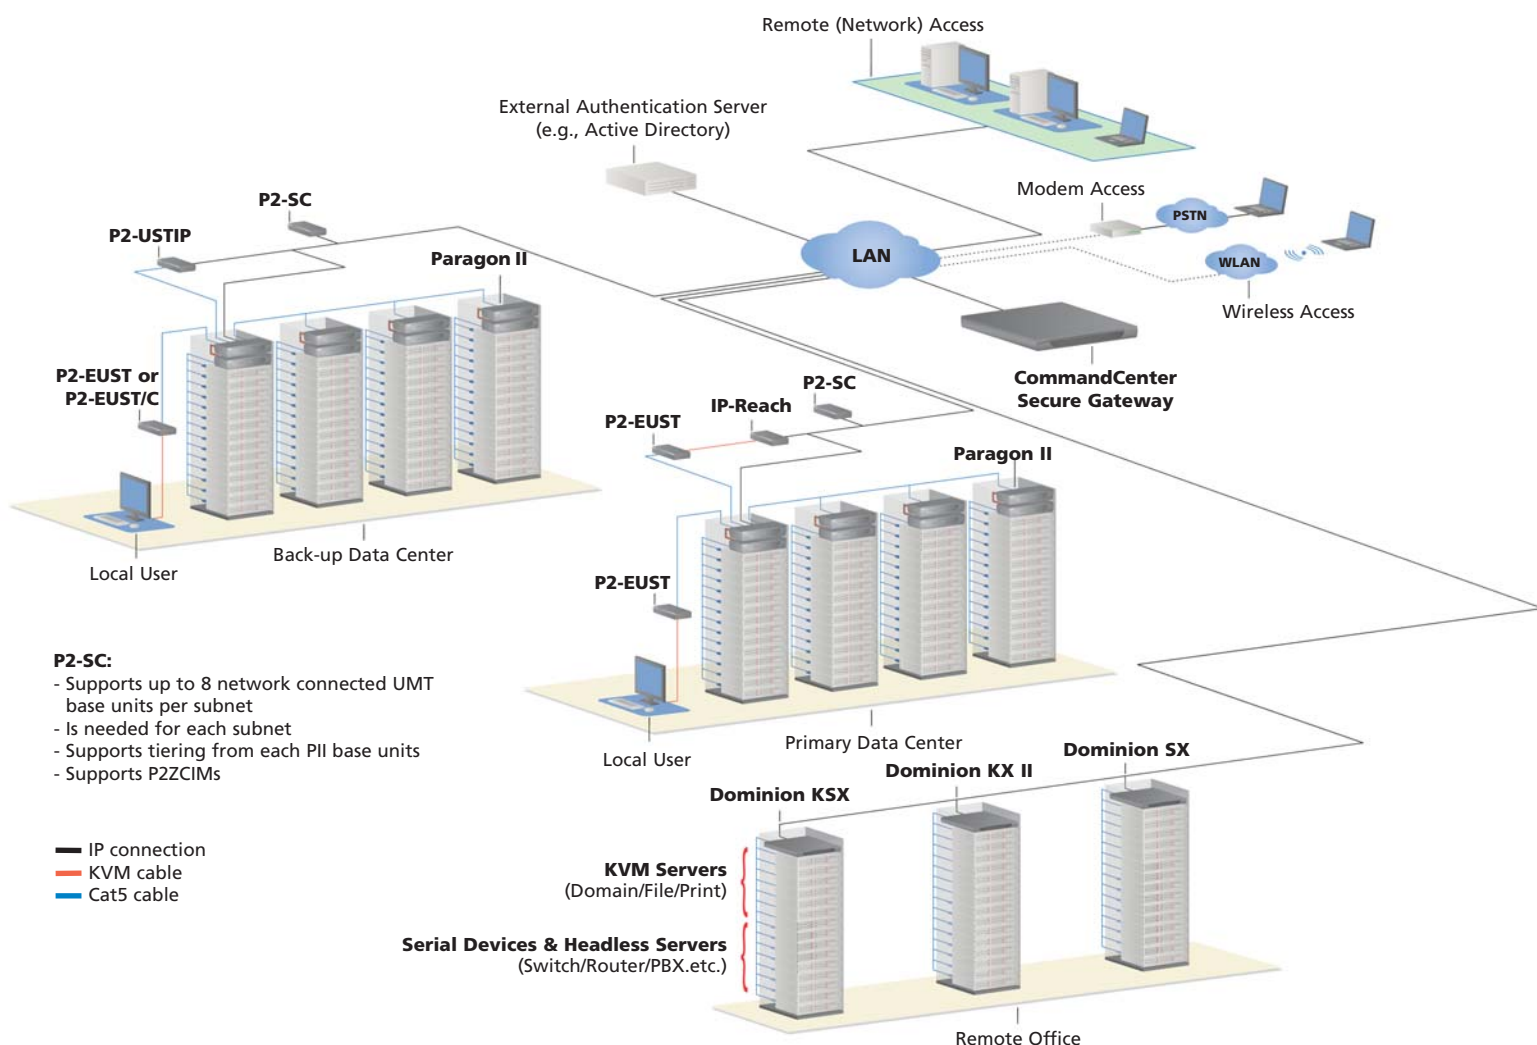 Remote (Network) Access
External Authentication Server
(e.g., Active Directory)
Modem Access
PSTN
P2-SC
P2-USTIP
Paragon II
LAN
WLAN
Wireless Access
P2-EUST or
P2-EUST/C
CommandCenter
Secure Gateway
P2-SC
IP-Reach
P2-EUST
Paragon II
Back-up Data Center
Local User
P2-EUST
P2-SC:
- Supports up to 8 network connected UMT
base units per subnet
- Is needed for each subnet
- Supports tiering from each PII base units
- Supports P2ZCIMs
Primary Data Center
Local User
Dominion SX
Dominion KX II
Dominion KSX
IP connection
KVM cable
Cat5 cable
KVM Servers
(Domain/File/Print)
Serial Devices & Headless Servers
(Switch/Router/PBX.etc.)
Remote Office